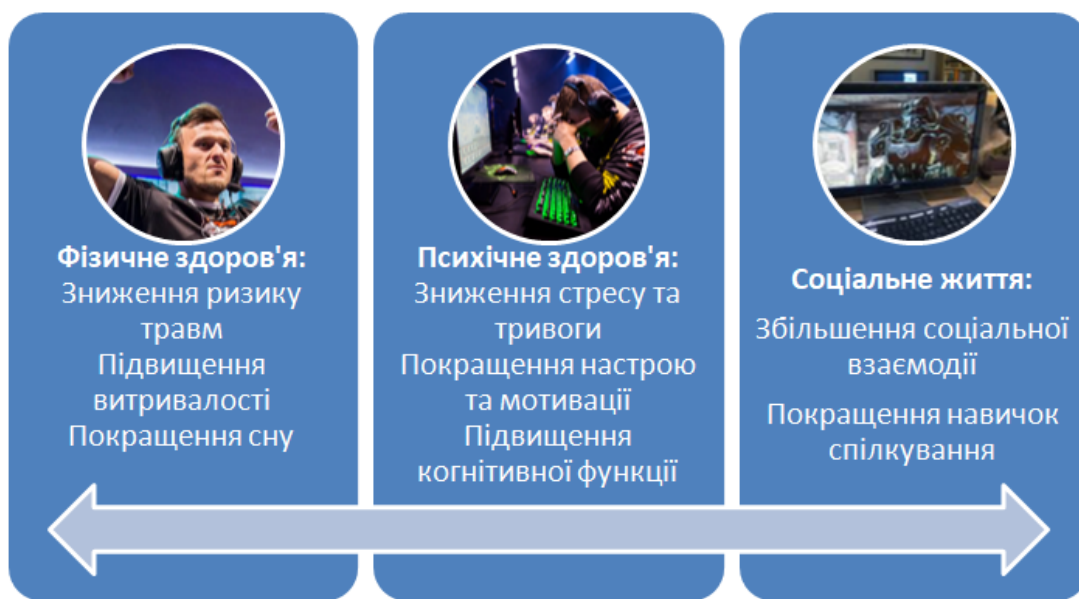 Фізичне здоров'я:
Зниження ризику
травм
Підвищення
витривалості
Покращення сну
Психічне здоров'я:
Зниження стресу та
тривоги
Покращення настрою
та мотивації
Підвищення
когнітивної функції
Соціальне життя:
Збільшення соціальної
взаємодії
Покращення навичок
спілкування